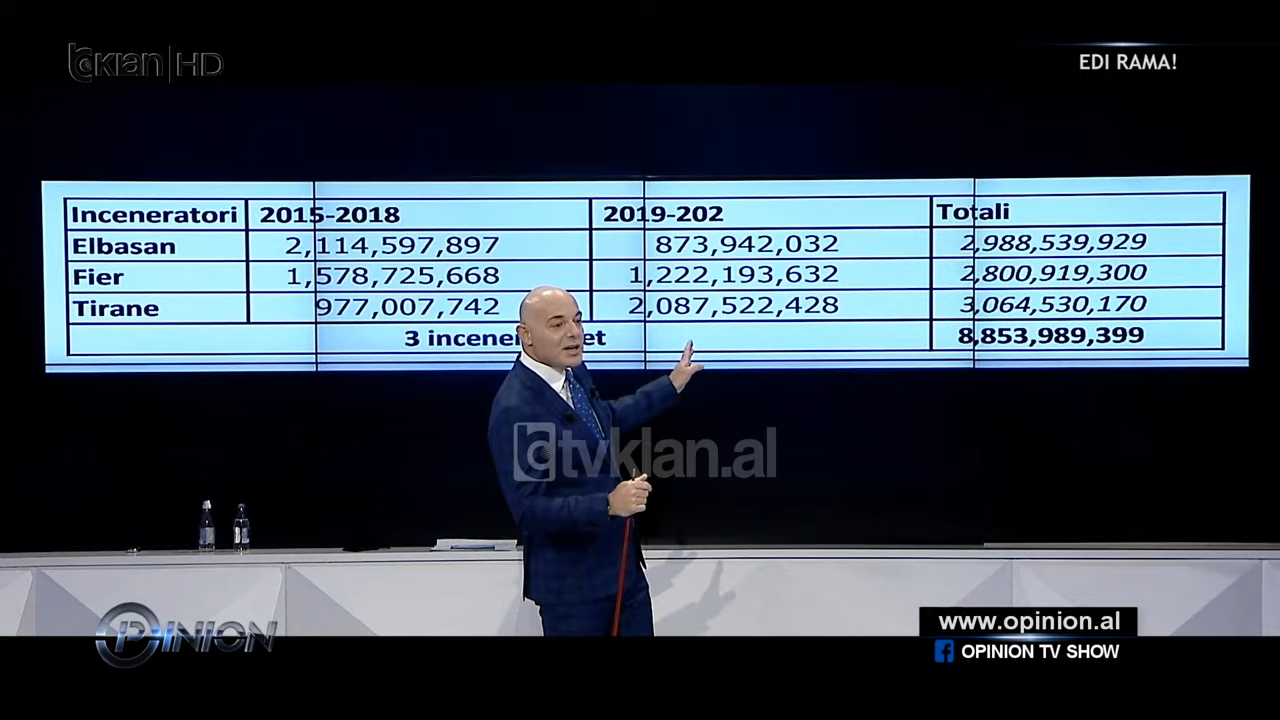 tvklan HD
EDI RAMA!
Inceneratori 2015-2018 2019-202 Totali
Elbasan 2,114,597,897 873,942,032 2,988,539,929
Fier 1,578,725,668 1,222,193,632 2,800,919,300
Tirane 977,007,742 2,087,522,428 3,064,530,170
3 8,853,989,399
tvklan.al
OPINION
www.opinion.al
OPINION TV SHOW